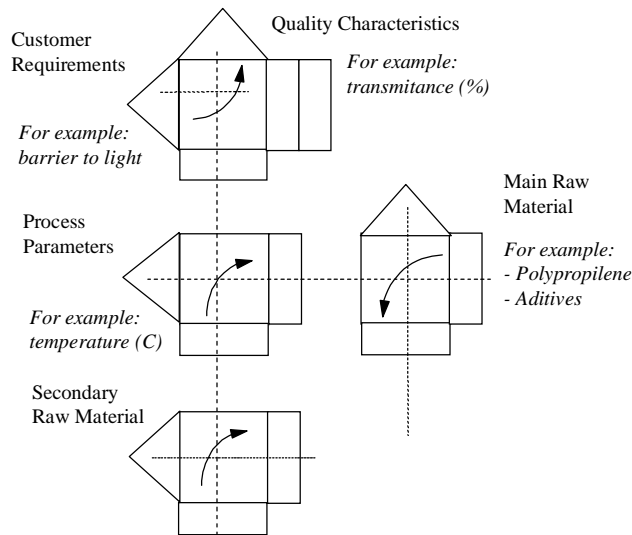 Customer
Requirements
Quality Characteristics
For example:
transmitance (%)
For example:
barrier to light
Process
Parameters
Main Raw
Material
For example:
- Polypropilene
- Aditives
For example:
temperature (C)
Secondary
Raw Material